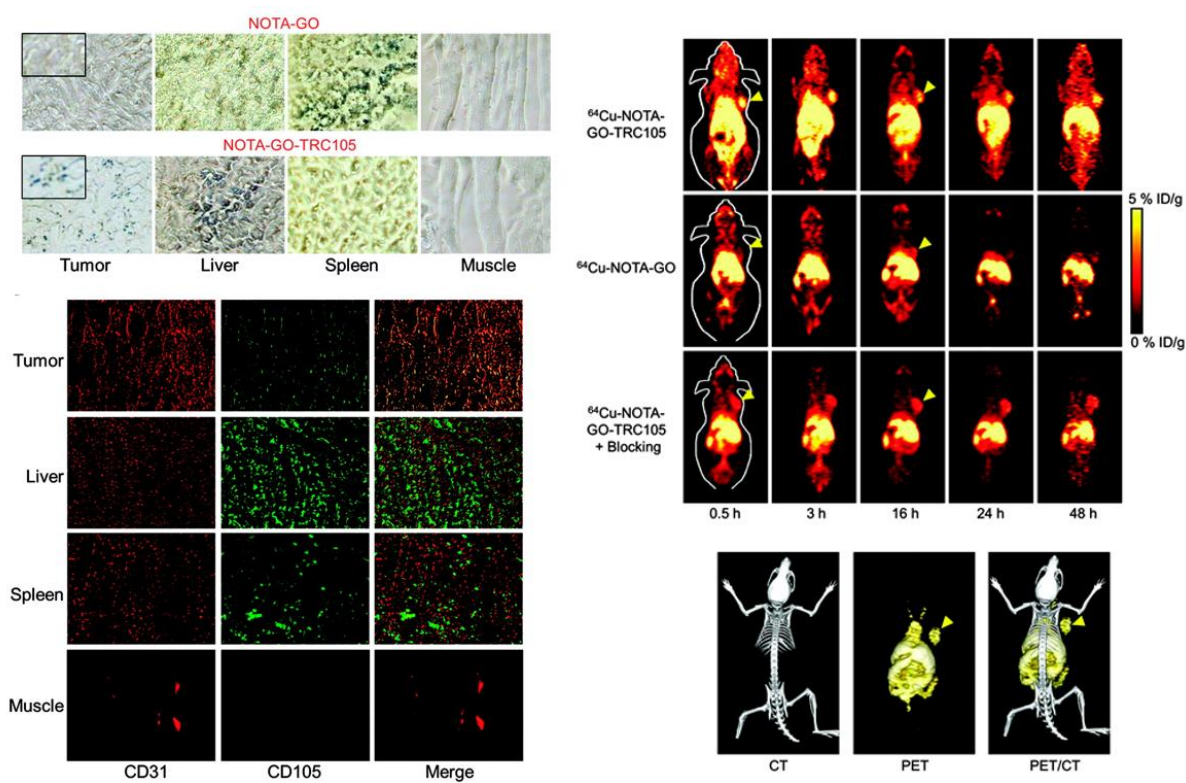 NOTA-GO
NOTA-GO-TRC105
Tumor Liver Spleen Muscle
Tumor
Liver
Spleen
Muscle
CD31 CD105 Merge
⁶⁴Cu-NOTA-
GO-TRC105
⁶⁴Cu-NOTA-GO
⁶⁴Cu-NOTA-
GO-TRC105
+ Blocking
5 % ID/g
0 % ID/g
0.5 h 3 h 16 h 24 h 48 h
CT PET PET/CT